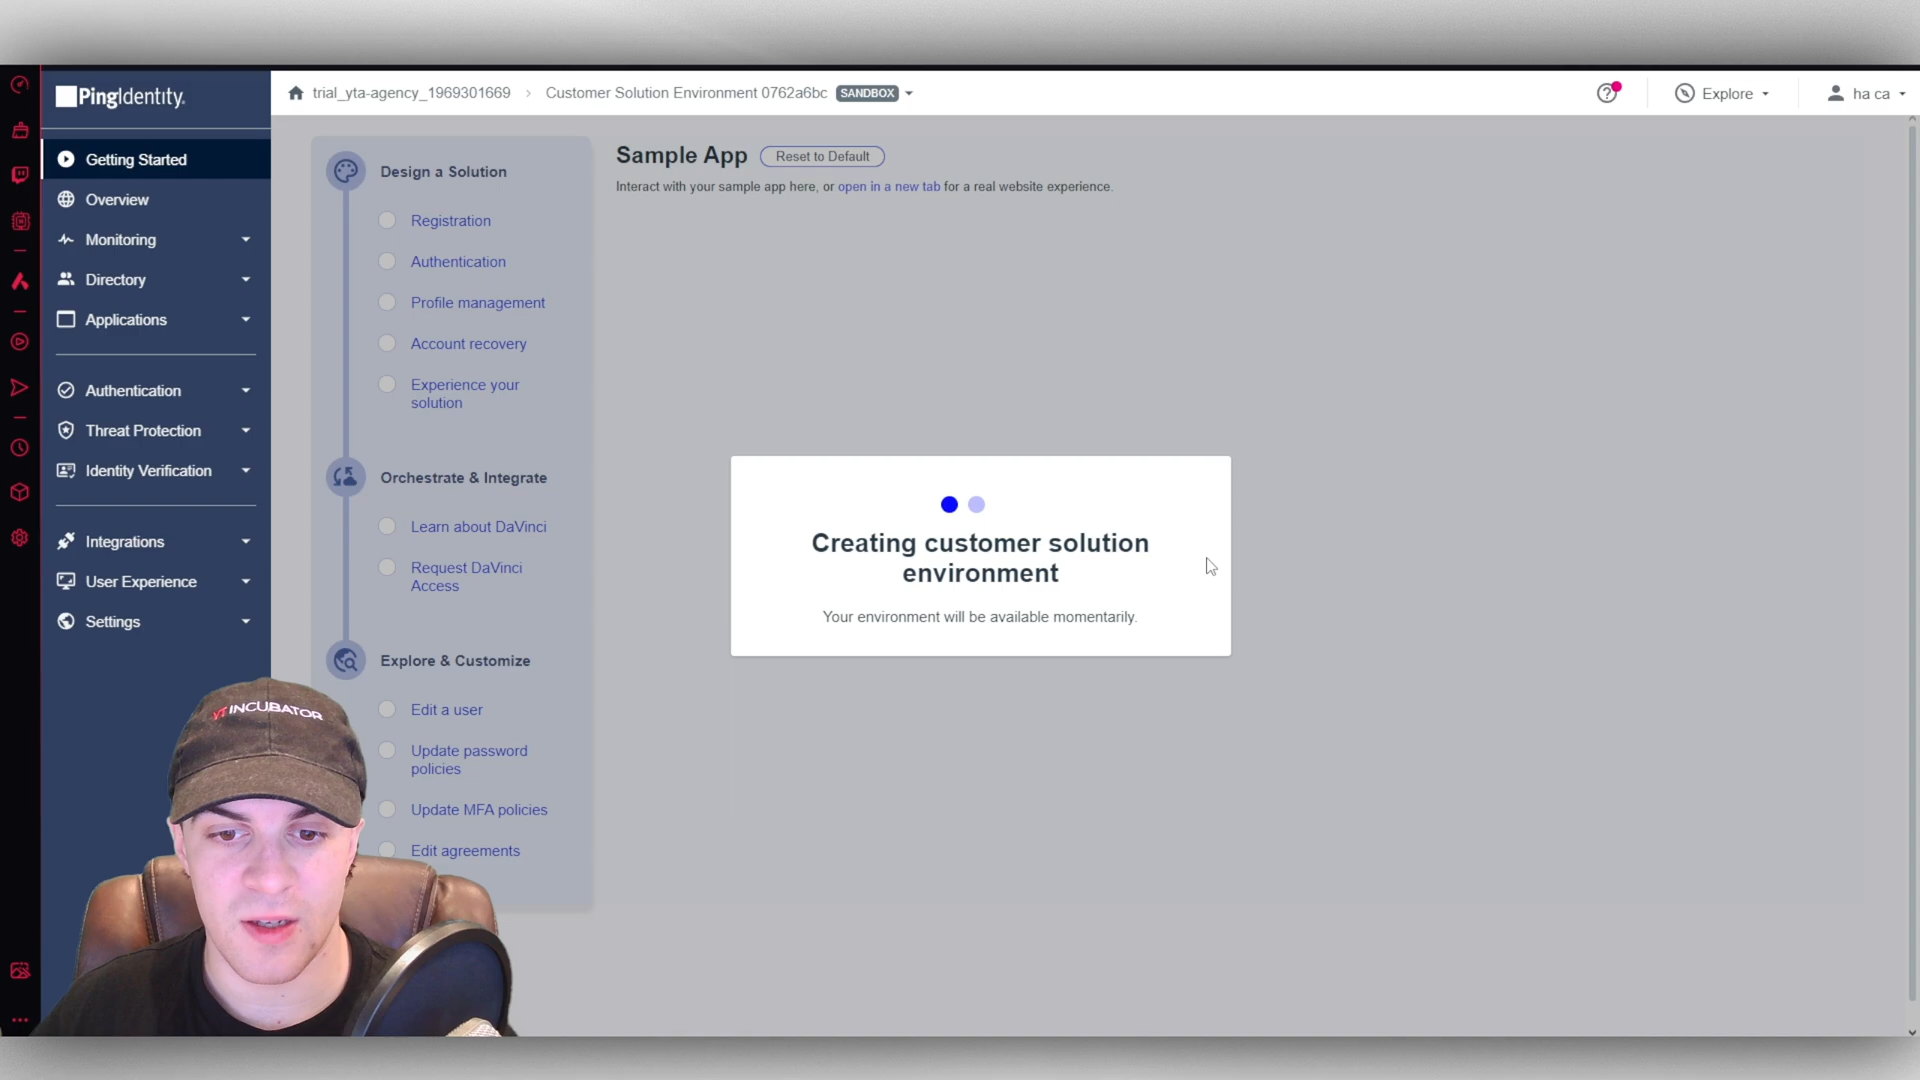 PingIdentity.
trial_yta-agency_1969301669 > Customer Solution Environment 0762a6bc SANDBOX
Explore
ha ca
Getting Started
Overview
Monitoring
Directory
Applications
Authentication
Threat Protection
Identity Verification
Integrations
User Experience
Settings
Design a Solution
Registration
Authentication
Profile management
Account recovery
Experience your
solution
Orchestrate & Integrate
Learn about DaVinci
Request DaVinci
Access
Explore & Customize
Edit a user
Update password
policies
Update MFA policies
Edit agreements
Sample App Reset to Default
Interact with your sample app here, or open in a new tab for a real website experience.
Creating customer solution
environment
Your environment will be available momentarily.
YT INCUBATOR